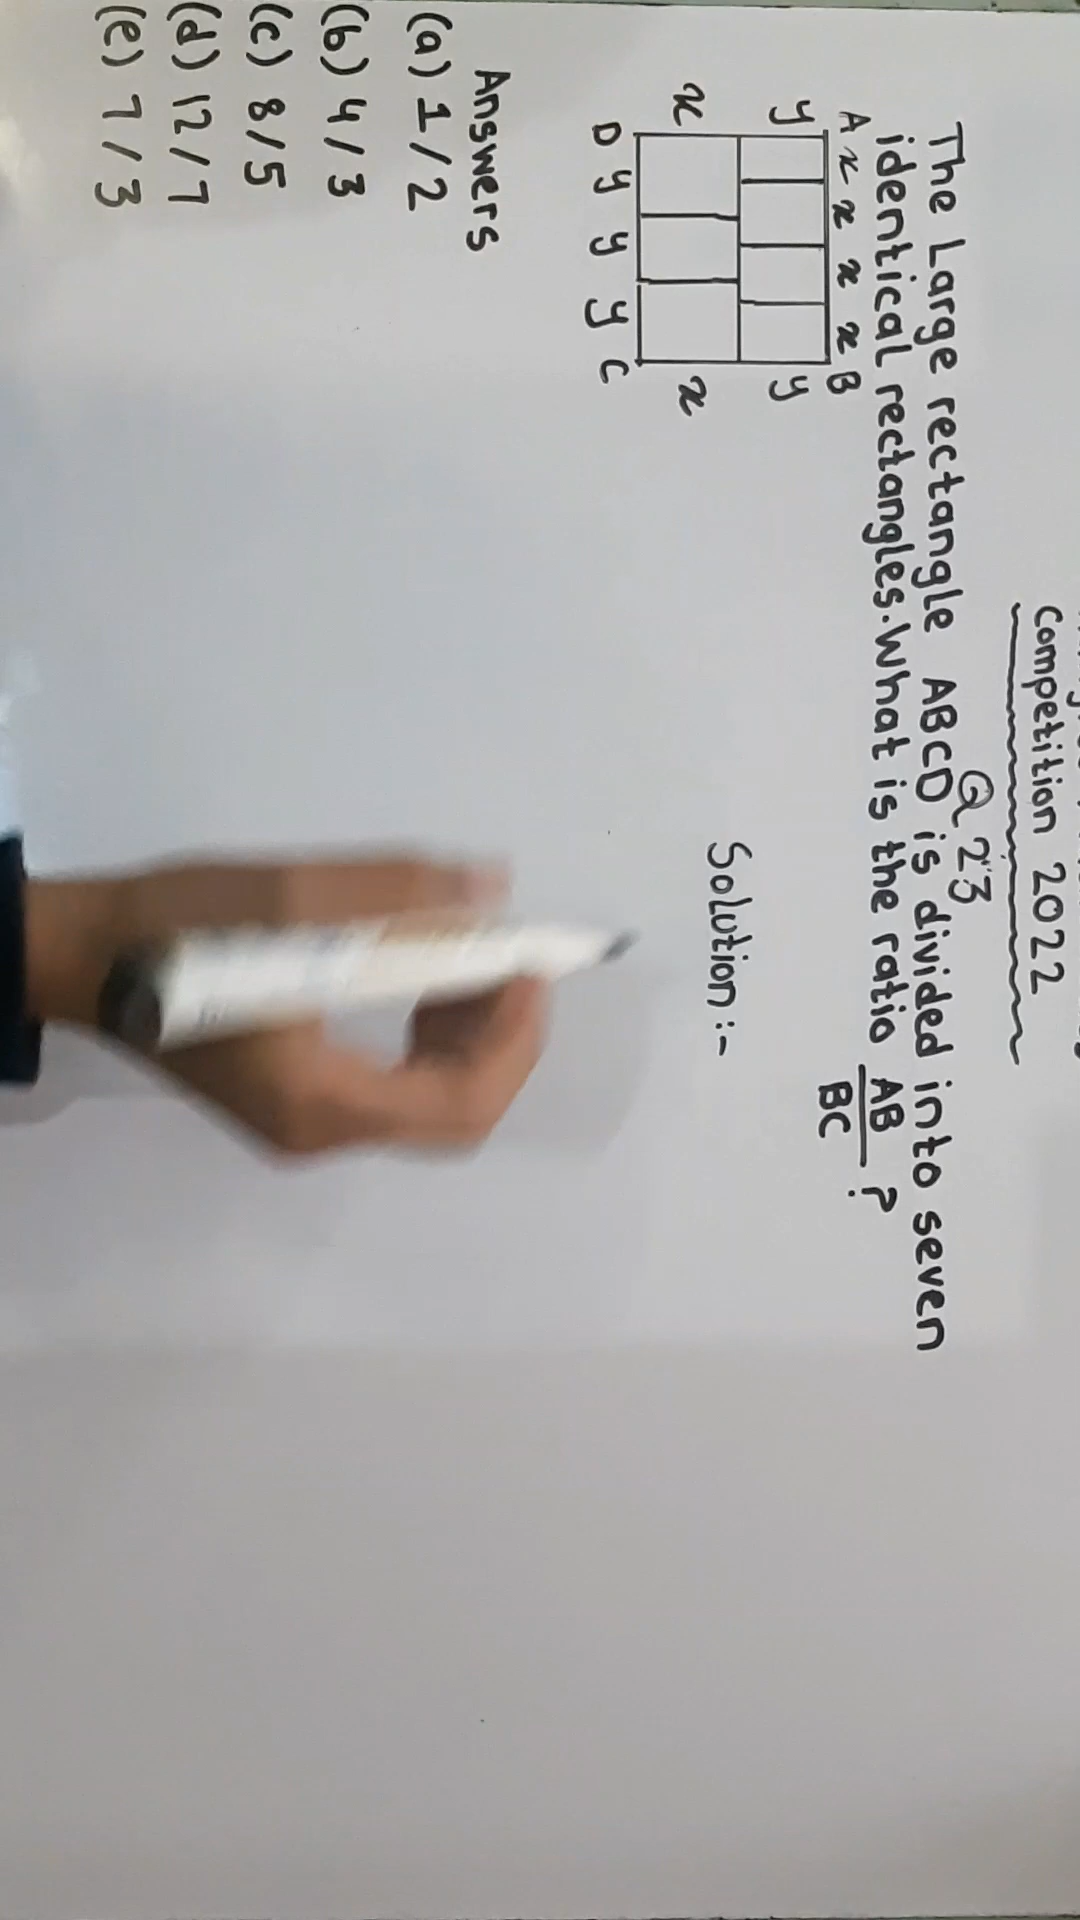 Competition 2022
Q 23
The Large rectangle ABCD is divided into seven
identical rectangles. What is the ratio AB
BC ?
A x x x x B
y y
x x
D y y y C
Solution :-
Answers
(a) 1/2
(b) 4/3
(c) 8/5
(d) 12/7
(e) 7/3